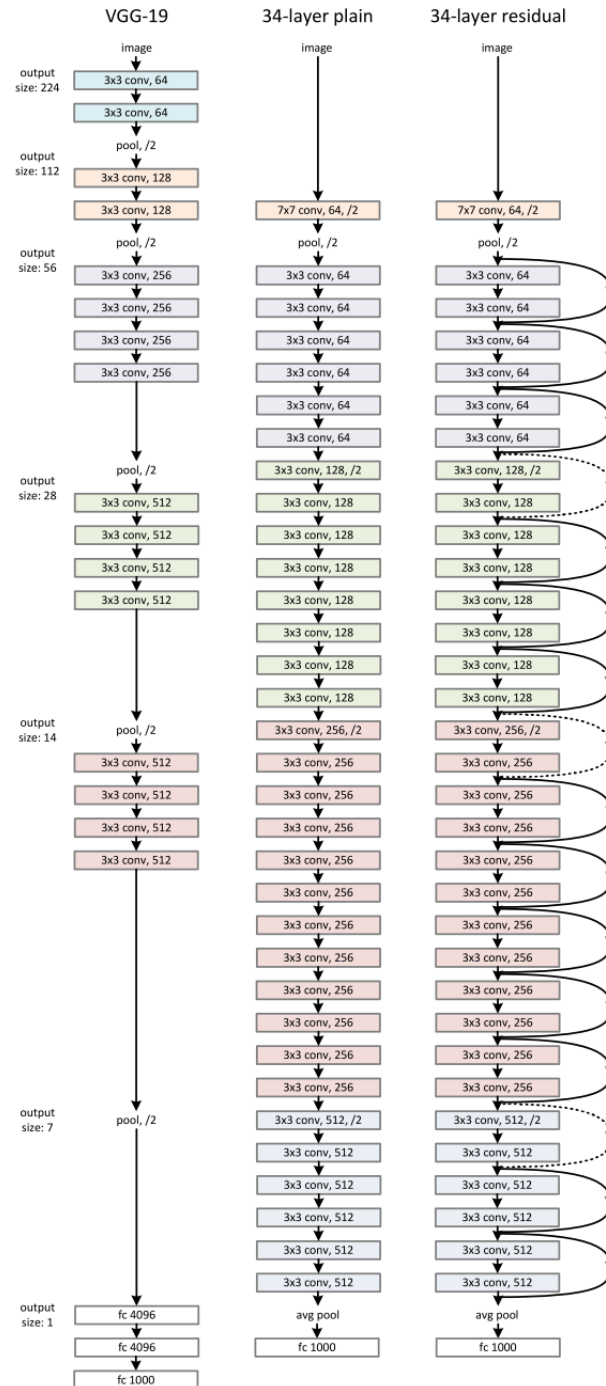 VGG-19
image
output
size: 224
3x3 conv, 64
3x3 conv, 64
pool, /2
output
size: 112
3x3 conv, 128
3x3 conv, 128
pool, /2
output
size: 56
3x3 conv, 256
3x3 conv, 256
3x3 conv, 256
3x3 conv, 256
pool, /2
output
size: 28
3x3 conv, 512
3x3 conv, 512
3x3 conv, 512
3x3 conv, 512
pool, /2
output
size: 14
3x3 conv, 512
3x3 conv, 512
3x3 conv, 512
3x3 conv, 512
output
size: 7
pool, /2
output
size: 1
fc 4096
fc 4096
fc 1000
34-layer plain
image
7x7 conv, 64, /2
pool, /2
3x3 conv, 64
3x3 conv, 64
3x3 conv, 64
3x3 conv, 64
3x3 conv, 64
3x3 conv, 64
3x3 conv, 128, /2
3x3 conv, 128
3x3 conv, 128
3x3 conv, 128
3x3 conv, 128
3x3 conv, 128
3x3 conv, 128
3x3 conv, 128
3x3 conv, 256, /2
3x3 conv, 256
3x3 conv, 256
3x3 conv, 256
3x3 conv, 256
3x3 conv, 256
3x3 conv, 256
3x3 conv, 256
3x3 conv, 256
3x3 conv, 256
3x3 conv, 256
3x3 conv, 256
3x3 conv, 512, /2
3x3 conv, 512
3x3 conv, 512
3x3 conv, 512
3x3 conv, 512
3x3 conv, 512
avg pool
fc 1000
34-layer residual
image
7x7 conv, 64, /2
pool, /2
3x3 conv, 64
3x3 conv, 64
3x3 conv, 64
3x3 conv, 64
3x3 conv, 64
3x3 conv, 64
3x3 conv, 128, /2
3x3 conv, 128
3x3 conv, 128
3x3 conv, 128
3x3 conv, 128
3x3 conv, 128
3x3 conv, 128
3x3 conv, 128
3x3 conv, 256, /2
3x3 conv, 256
3x3 conv, 256
3x3 conv, 256
3x3 conv, 256
3x3 conv, 256
3x3 conv, 256
3x3 conv, 256
3x3 conv, 256
3x3 conv, 256
3x3 conv, 256
3x3 conv, 256
3x3 conv, 512, /2
3x3 conv, 512
3x3 conv, 512
3x3 conv, 512
3x3 conv, 512
3x3 conv, 512
avg pool
fc 1000